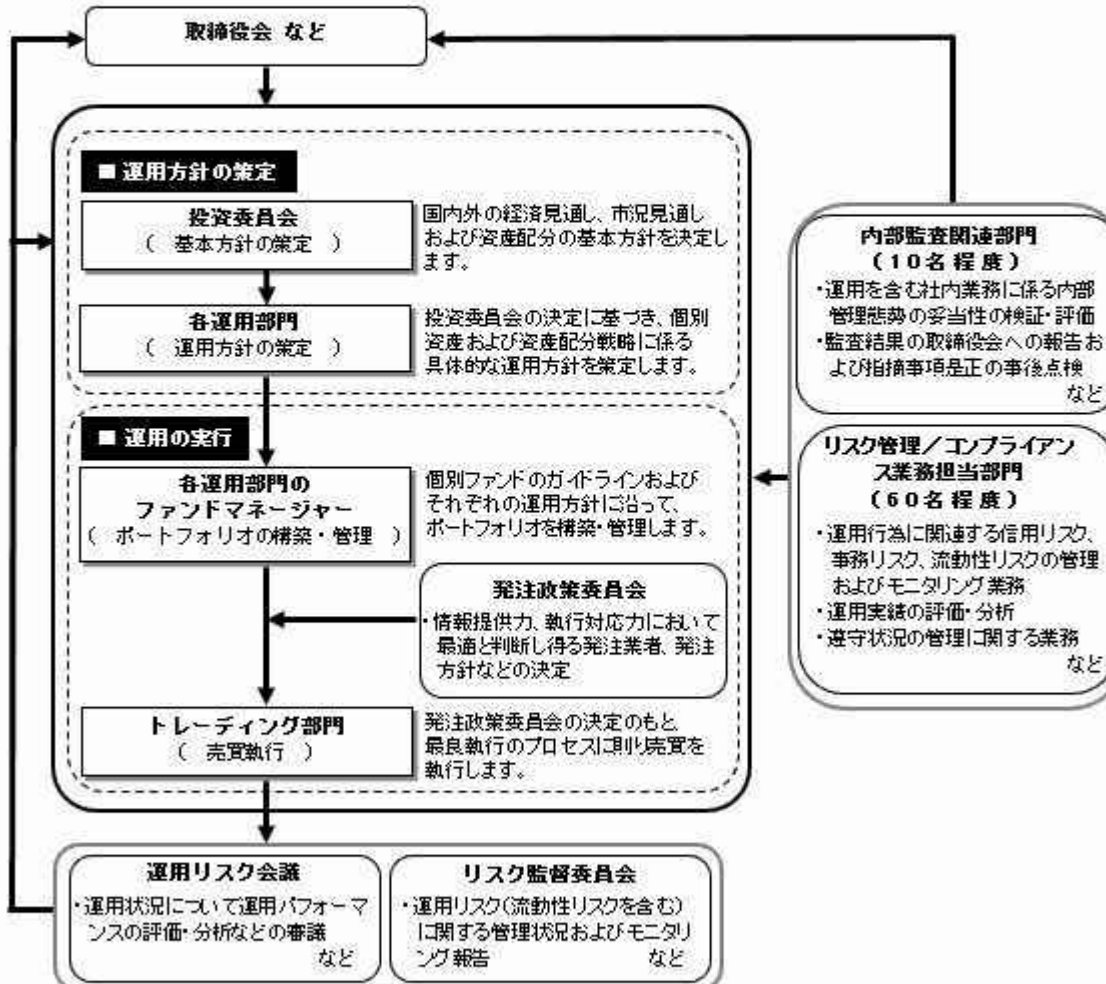 取締役会 など
■ 運用方針の策定
投資委員会
（ 基本方針の策定 ）
国内外の経済見通し、市況見通し
および資産配分の基本方針を決定し
ます。
各運用部門
（ 運用方針の策定 ）
投資委員会の決定に基づき、個別
資産および資産配分戦略に係る
具体的な運用方針を策定します。
■ 運用の実行
各運用部門の
ファンドマネージャー
（ ポートフォリオの構築・管理 ）
個別ファンドのガイドラインおよび
それぞれの運用方針に沿って、
ポートフォリオを構築・管理します。
発注政策委員会
・情報提供力、執行対応力において
最適と判断し得る発注業者、発注
方針などの決定
トレーディング部門
（ 売買執行 ）
発注政策委員会の決定のもと、
最良執行のプロセスに則り売買を
執行します。
運用リスク会議
・運用状況について運用パフォーマ
ンスの評価・分析などの審議
など
リスク監督委員会
・運用リスク(流動性リスクを含む)
に関する管理状況およびモニタリ
ング報告 など
内部監査関連部門
（10名程度）
・運用を含む社内業務に係る内部
管理態勢の妥当性の検証・評価
・監査結果の取締役会への報告お
よび指摘事項是正の事後点検
など
リスク管理／コンプライアン
ス業務担当部門
（60名程度）
・運用行為に関連する信用リスク、
事務リスク、流動性リスクの管理
およびモニタリング業務
・運用実績の評価・分析
・遵守状況の管理に関する業務
など